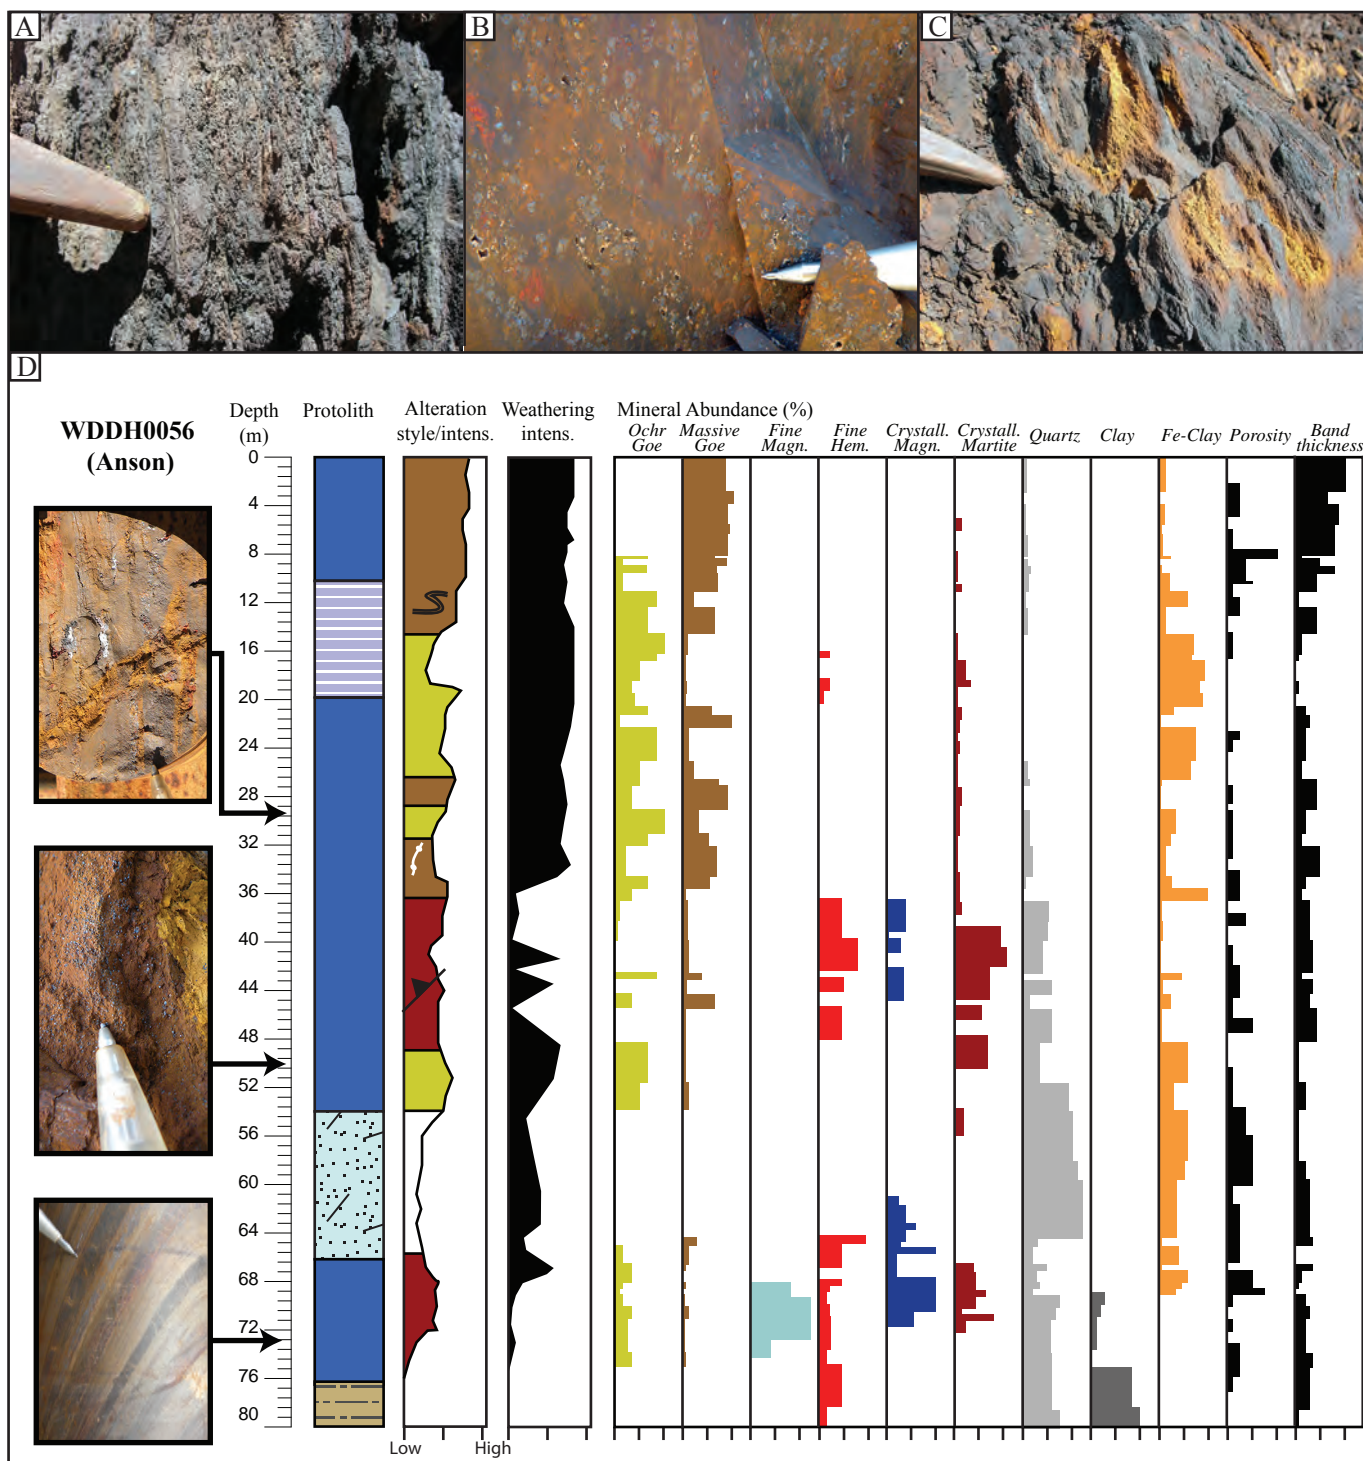 A
B
C
D
WDDH0056
(Anson)
Depth
(m)
Protolith
Alteration
style/intens.
Weathering
intens.
Mineral Abundance (%)
Ochr
Goe
Massive
Goe
Fine
Magn.
Fine
Hem.
Crystall.
Magn.
Crystall.
Martite
Quartz
Clay
Fe-Clay
Porosity
Band
thickness
0
4
8
12
16
20
24
28
32
36
40
44
48
52
56
60
64
68
72
76
80
Low
High